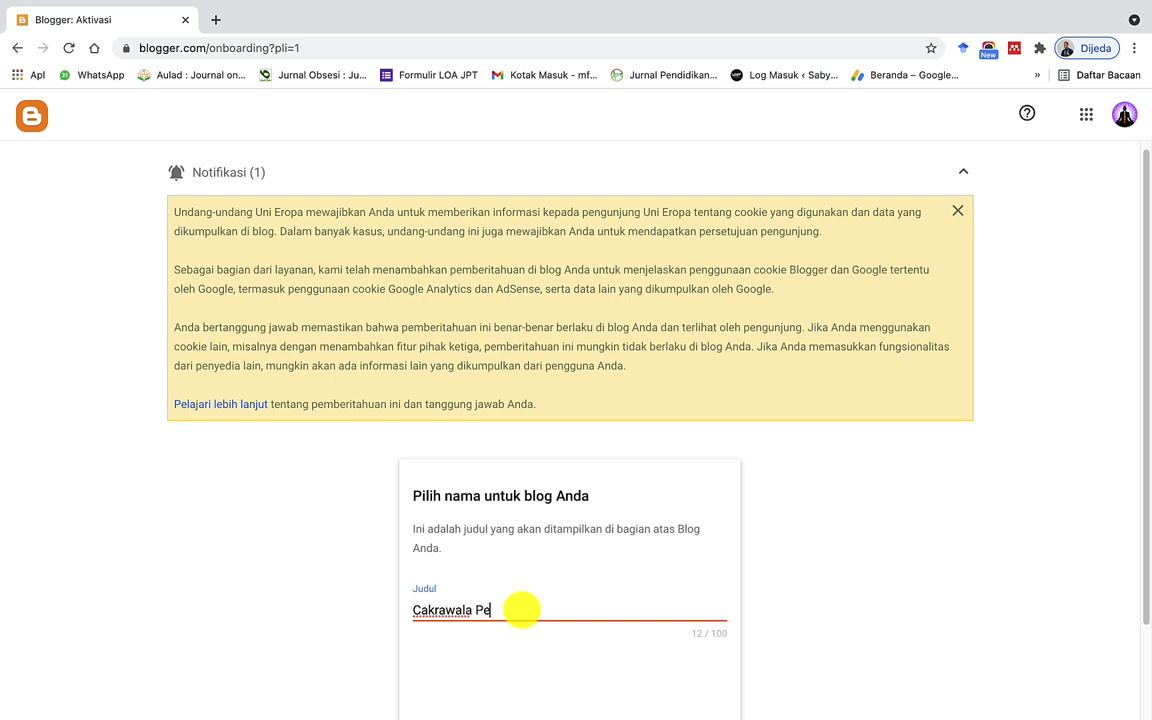 Blogger: Aktivasi
blogger.com/onboarding?pli=1
New
Dijeda
Apl
WhatsApp
Aulad : Journal on...
Jurnal Obsesi : Ju...
Formulir LOA JPT
Kotak Masuk - mf...
Jurnal Pendidikan...
Log Masuk ‹ Saby...
Beranda – Google...
»
Daftar Bacaan
Notifikasi (1)
Undang-undang Uni Eropa mewajibkan Anda untuk memberikan informasi kepada pengunjung Uni Eropa tentang cookie yang digunakan dan data yang
dikumpulkan di blog. Dalam banyak kasus, undang-undang ini juga mewajibkan Anda untuk mendapatkan persetujuan pengunjung.
Sebagai bagian dari layanan, kami telah menambahkan pemberitahuan di blog Anda untuk menjelaskan penggunaan cookie Blogger dan Google tertentu
oleh Google, termasuk penggunaan cookie Google Analytics dan AdSense, serta data lain yang dikumpulkan oleh Google.
Anda bertanggung jawab memastikan bahwa pemberitahuan ini benar-benar berlaku di blog Anda dan terlihat oleh pengunjung. Jika Anda menggunakan
cookie lain, misalnya dengan menambahkan fitur pihak ketiga, pemberitahuan ini mungkin tidak berlaku di blog Anda. Jika Anda memasukkan fungsionalitas
dari penyedia lain, mungkin akan ada informasi lain yang dikumpulkan dari pengguna Anda.
Pelajari lebih lanjut tentang pemberitahuan ini dan tanggung jawab Anda.
Pilih nama untuk blog Anda
Ini adalah judul yang akan ditampilkan di bagian atas Blog
Anda.
Judul
Cakrawala Pe
12 / 100